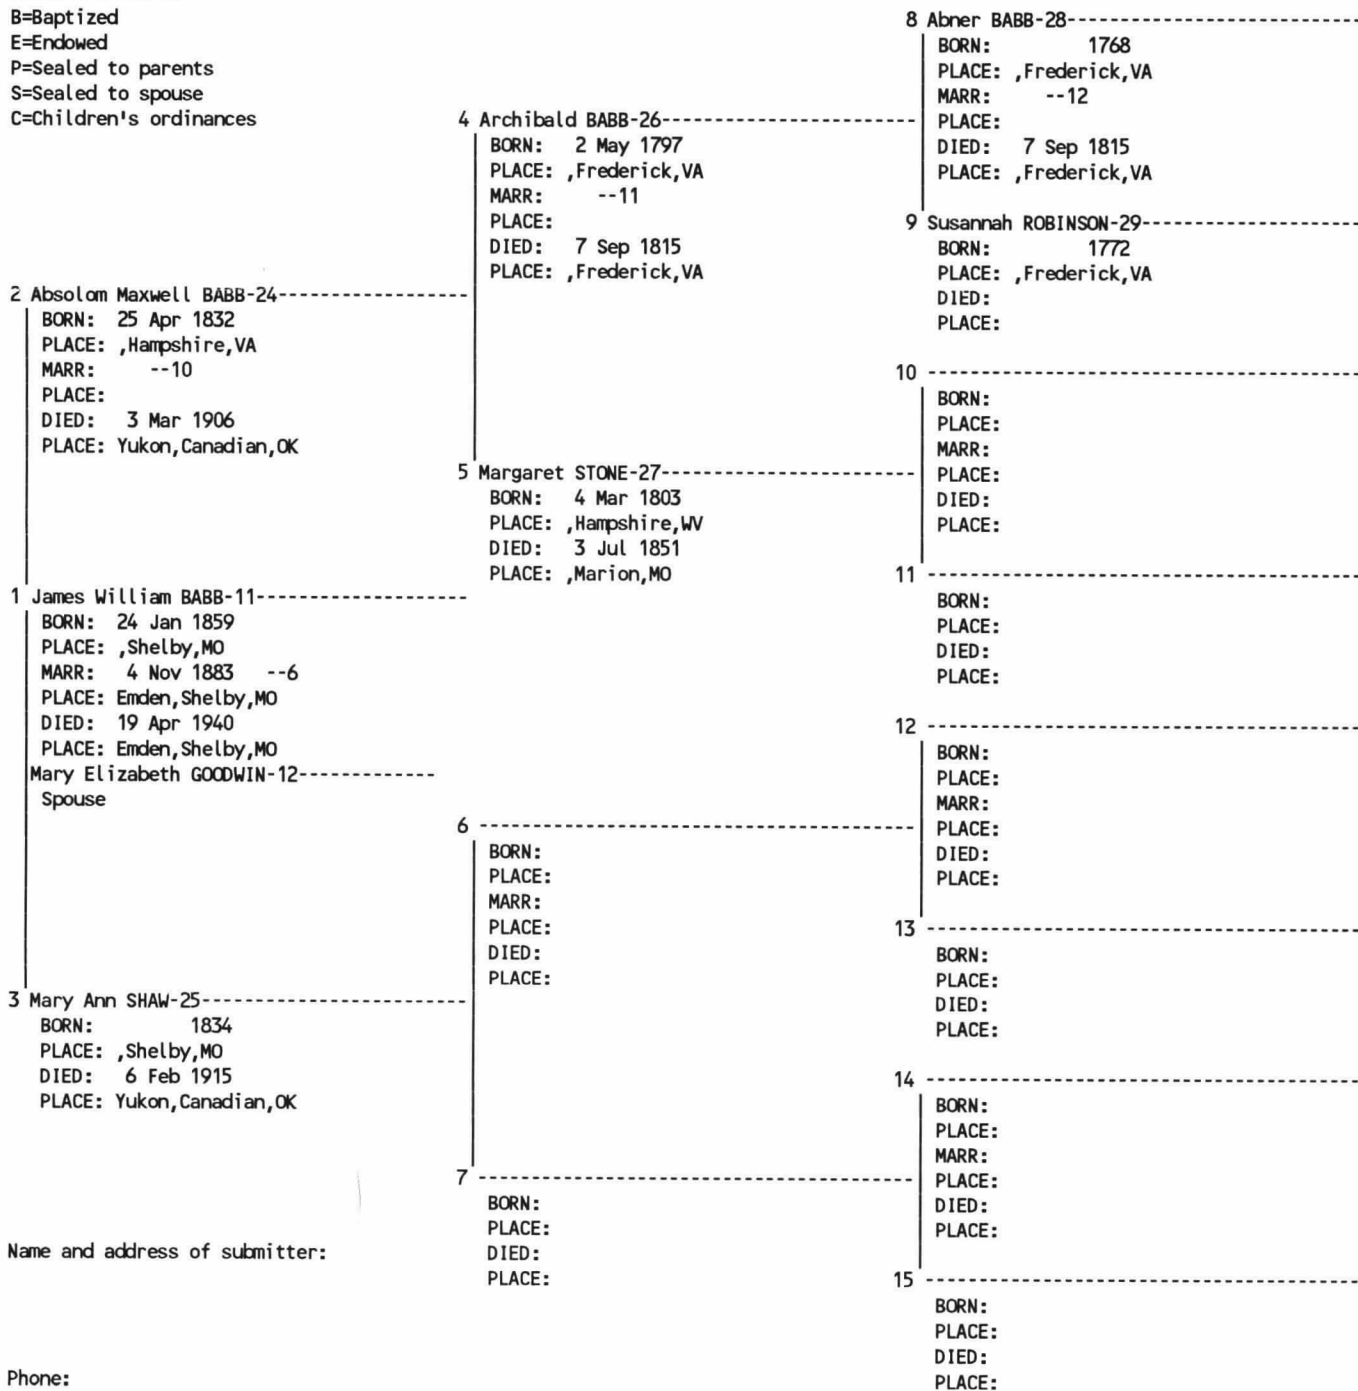 B=Baptized
E=Endowed
P=Sealed to parents
S=Sealed to spouse
C=Children's ordinances
8 Abner BABB-28
BORN: 1768
PLACE: ,Frederick,VA
MARR: --12
PLACE:
DIED: 7 Sep 1815
PLACE: ,Frederick,VA
4 Archibald BABB-26
BORN: 2 May 1797
PLACE: ,Frederick,VA
MARR: --11
PLACE:
DIED: 7 Sep 1815
PLACE: ,Frederick,VA
9 Susannah ROBINSON-29
BORN: 1772
PLACE: ,Frederick,VA
DIED:
PLACE:
2 Absolom Maxwell BABB-24
BORN: 25 Apr 1832
PLACE: ,Hampshire,VA
MARR: --10
PLACE:
DIED: 3 Mar 1906
PLACE: Yukon,Canadian,OK
10
BORN:
PLACE:
MARR:
PLACE:
DIED:
PLACE:
5 Margaret STONE-27
BORN: 4 Mar 1803
PLACE: ,Hampshire,WV
DIED: 3 Jul 1851
PLACE: ,Marion,MO
11
BORN:
PLACE:
DIED:
PLACE:
1 James William BABB-11
BORN: 24 Jan 1859
PLACE: ,Shelby,MO
MARR: 4 Nov 1883 --6
PLACE: Emden,Shelby,MO
DIED: 19 Apr 1940
PLACE: Emden,Shelby,MO
Mary Elizabeth GOODWIN-12
Spouse
12
BORN:
PLACE:
MARR:
PLACE:
DIED:
PLACE:
6
BORN:
PLACE:
MARR:
PLACE:
DIED:
PLACE:
13
BORN:
PLACE:
DIED:
PLACE:
3 Mary Ann SHAW-25
BORN: 1834
PLACE: ,Shelby,MO
DIED: 6 Feb 1915
PLACE: Yukon,Canadian,OK
14
BORN:
PLACE:
MARR:
PLACE:
DIED:
PLACE:
7
BORN:
PLACE:
DIED:
PLACE:
15
BORN:
PLACE:
DIED:
PLACE:
Name and address of submitter:
Phone: